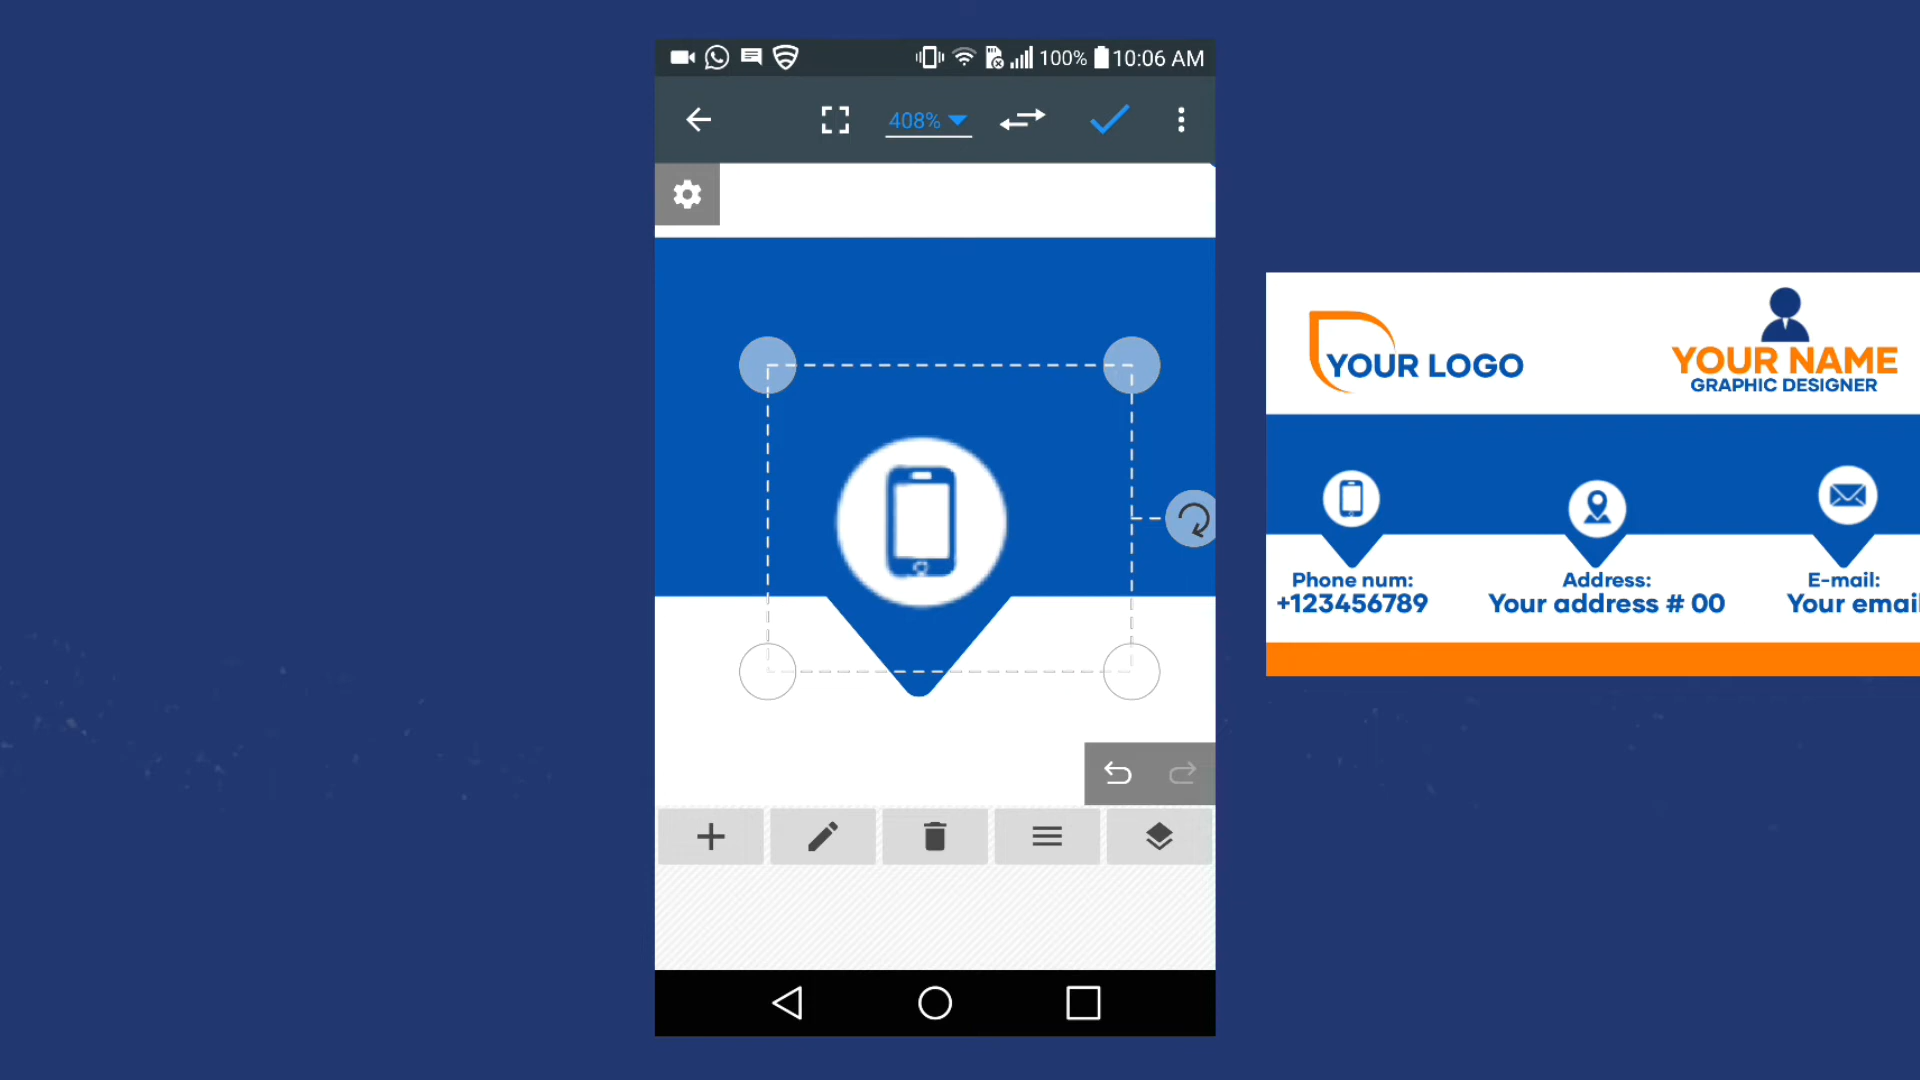 100% 10:06 AM
408%
YOUR LOGO
YOUR NAME
GRAPHIC DESIGNER
Phone num:
+123456789
Address:
Your address # 00
E-mail:
Your email